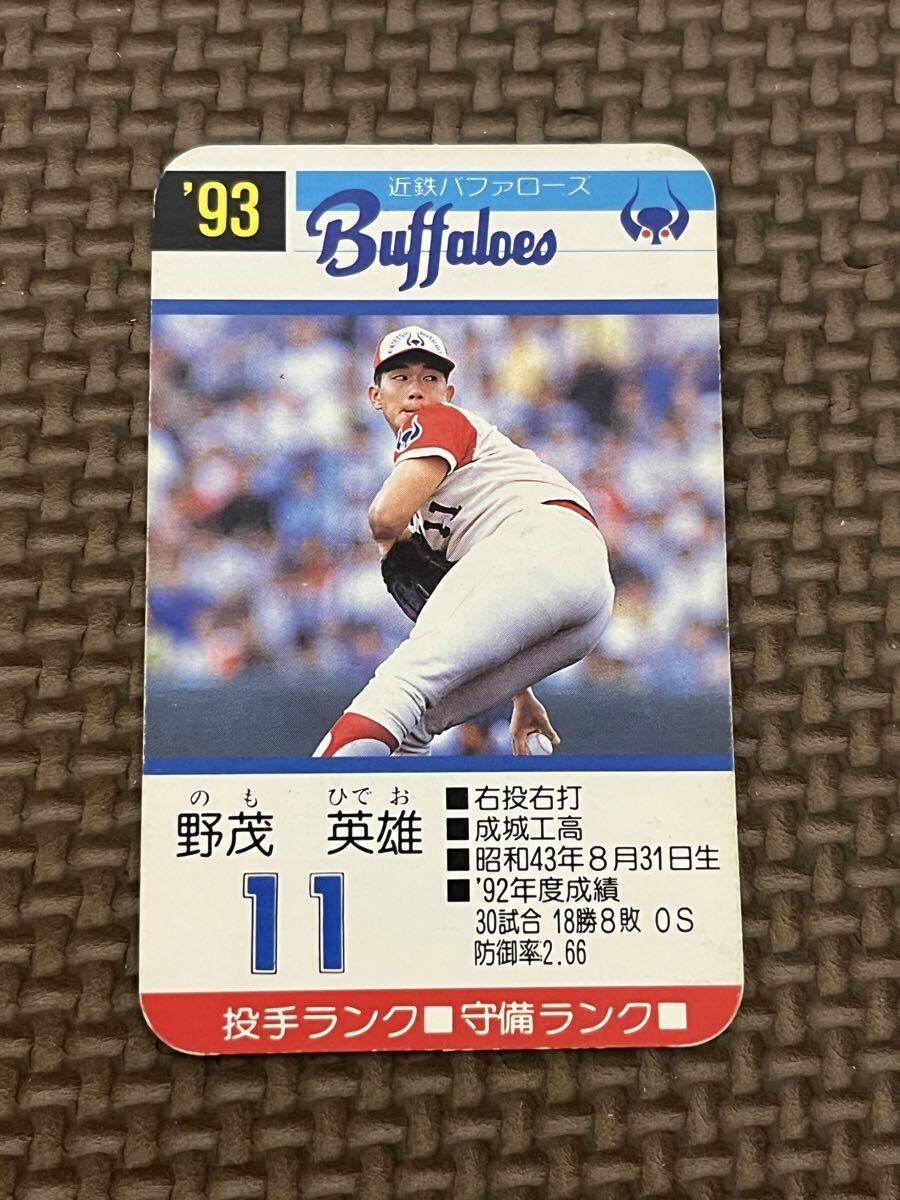 '93
近鉄バファローズ
Buffaloes
11
のも ひでお
野茂 英雄
11
■右投右打
■成城工高
■昭和43年8月31日生
■'92年度成績
30試合 18勝8敗 0S
防御率2.66
投手ランク□守備ランク□